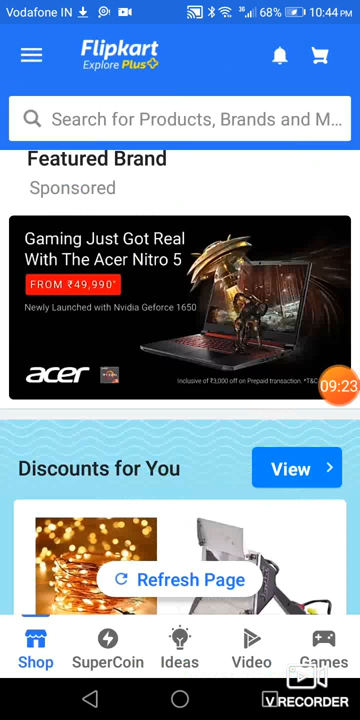 Vodafone IN 3G 68% 10:44 PM
Flipkart
Explore Plus
Search for Products, Brands and M...
Featured Brand
Sponsored
Gaming Just Got Real
With The Acer Nitro 5
FROM ₹49,990*
Newly Launched with Nvidia Geforce 1650
acer
Inclusive of ₹3,000 off on Prepaid transaction. *T&C
09:23
Discounts for You
View
Refresh Page
Shop
SuperCoin
Ideas
Video
Games
V RECORDER